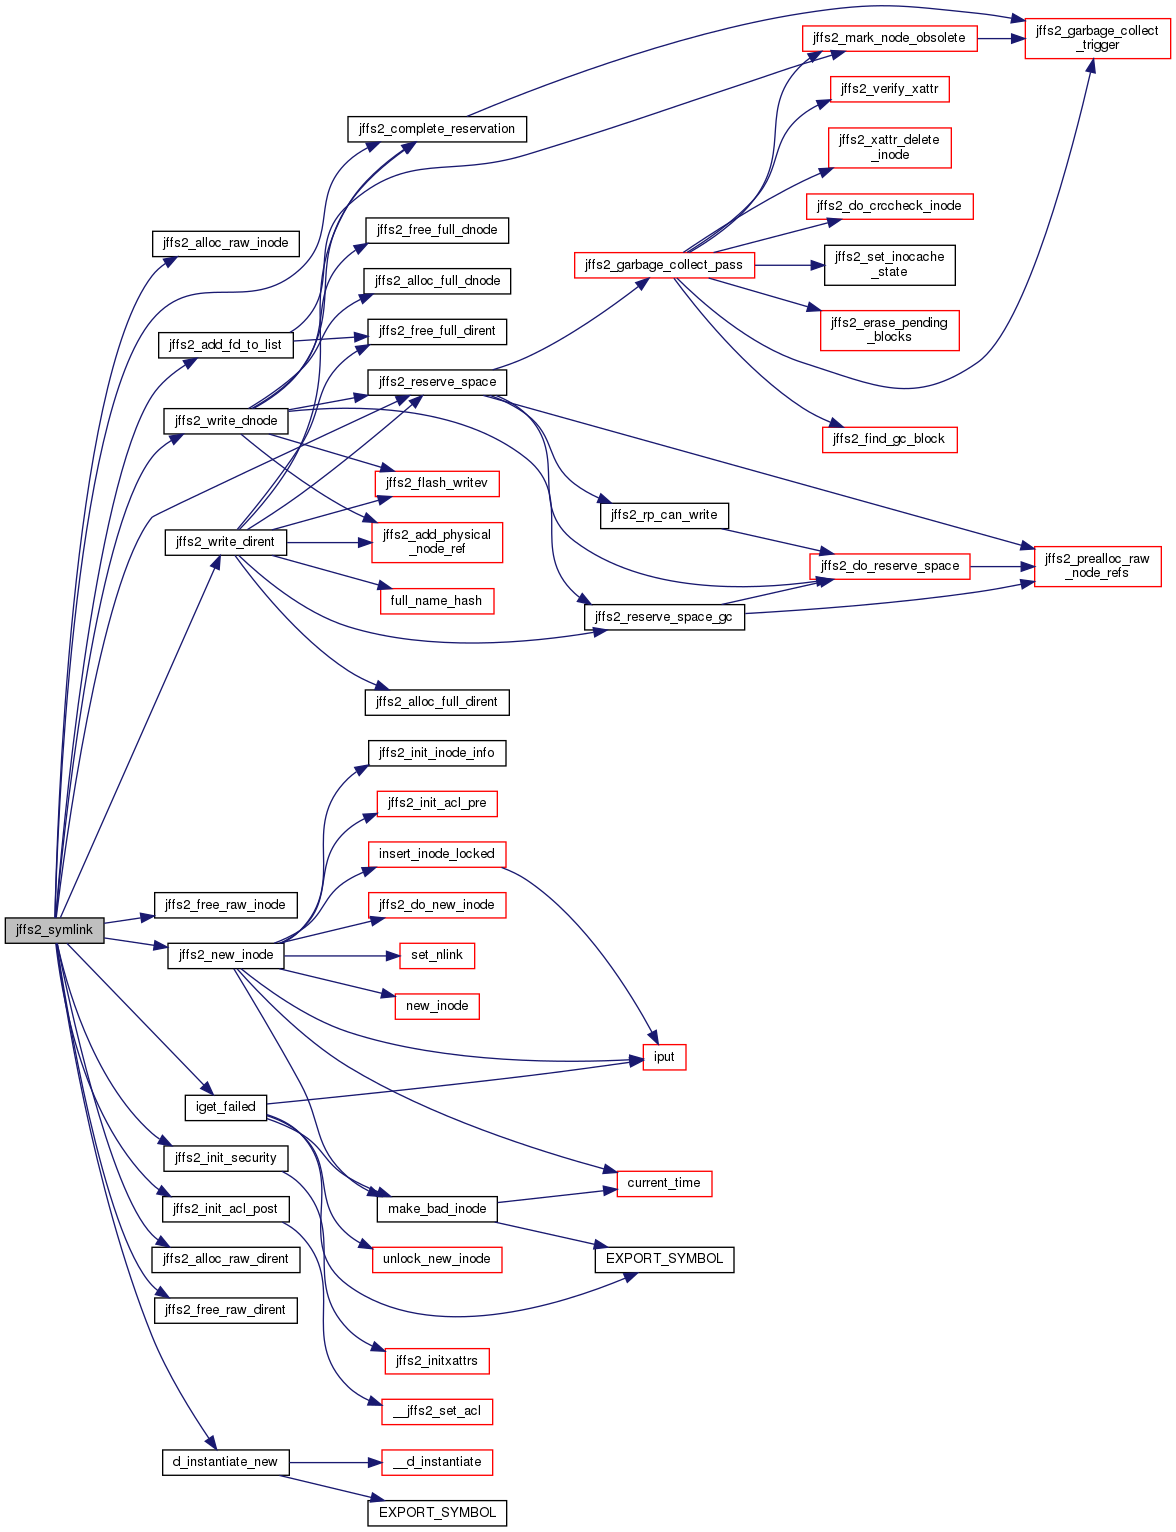 jffs2_garbage_collect
_trigger
jffs2_mark_node_obsolete
jffs2_verify_xattr
jffs2_complete_reservation
jffs2_xattr_delete
_inode
jffs2_do_crccheck_inode
jffs2_free_full_dnode
jffs2_alloc_raw_inode
jffs2_set_inocache
_state
jffs2_garbage_collect_pass
jffs2_alloc_full_dnode
jffs2_erase_pending
_blocks
jffs2_free_full_dirent
jffs2_add_fd_to_list
jffs2_reserve_space
jffs2_write_dnode
jffs2_find_gc_block
jffs2_flash_writev
jffs2_rp_can_write
jffs2_write_dirent
jffs2_add_physical
_node_ref
jffs2_do_reserve_space
jffs2_prealloc_raw
_node_refs
full_name_hash
jffs2_reserve_space_gc
jffs2_alloc_full_dirent
jffs2_init_inode_info
jffs2_init_acl_pre
insert_inode_locked
jffs2_free_raw_inode
jffs2_do_new_inode
jffs2_symlink
jffs2_new_inode
set_nlink
new_inode
iput
iget_failed
jffs2_init_security
current_time
jffs2_init_acl_post
make_bad_inode
jffs2_alloc_raw_dirent
unlock_new_inode
EXPORT_SYMBOL
jffs2_free_raw_dirent
jffs2_initxattrs
__jffs2_set_acl
d_instantiate_new
__d_instantiate
EXPORT_SYMBOL